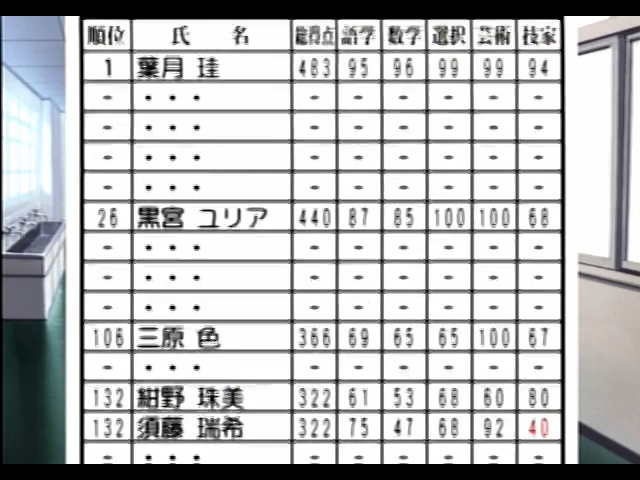 順位 氏 名 総得点 語学 数学 選択 芸術 技家
1 葉月 珪 483 95 96 99 99 94
- ・・・ - - - - - -
- ・・・ - - - - - -
- ・・・ - - - - - -
- ・・・ - - - - - -
26 黒宮 ユリア 440 87 85 100 100 68
- ・・・ - - - - - -
- ・・・ - - - - - -
- ・・・ - - - - - -
106 三原 色 366 69 65 65 100 67
- ・・・ - - - - - -
132 紺野 珠美 322 61 53 68 60 80
132 須藤 瑞希 322 75 47 68 92 40
- ・・・ - - - - - -